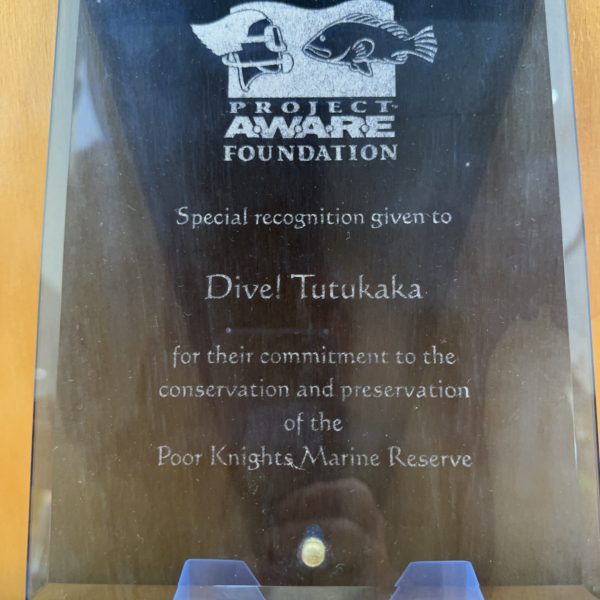 PROJECT
A·W·A·R·E
FOUNDATION
Special recognition given to
Dive! Tutukaka
for their commitment to the
conservation and preservation
of the
Poor Knights Marine Reserve